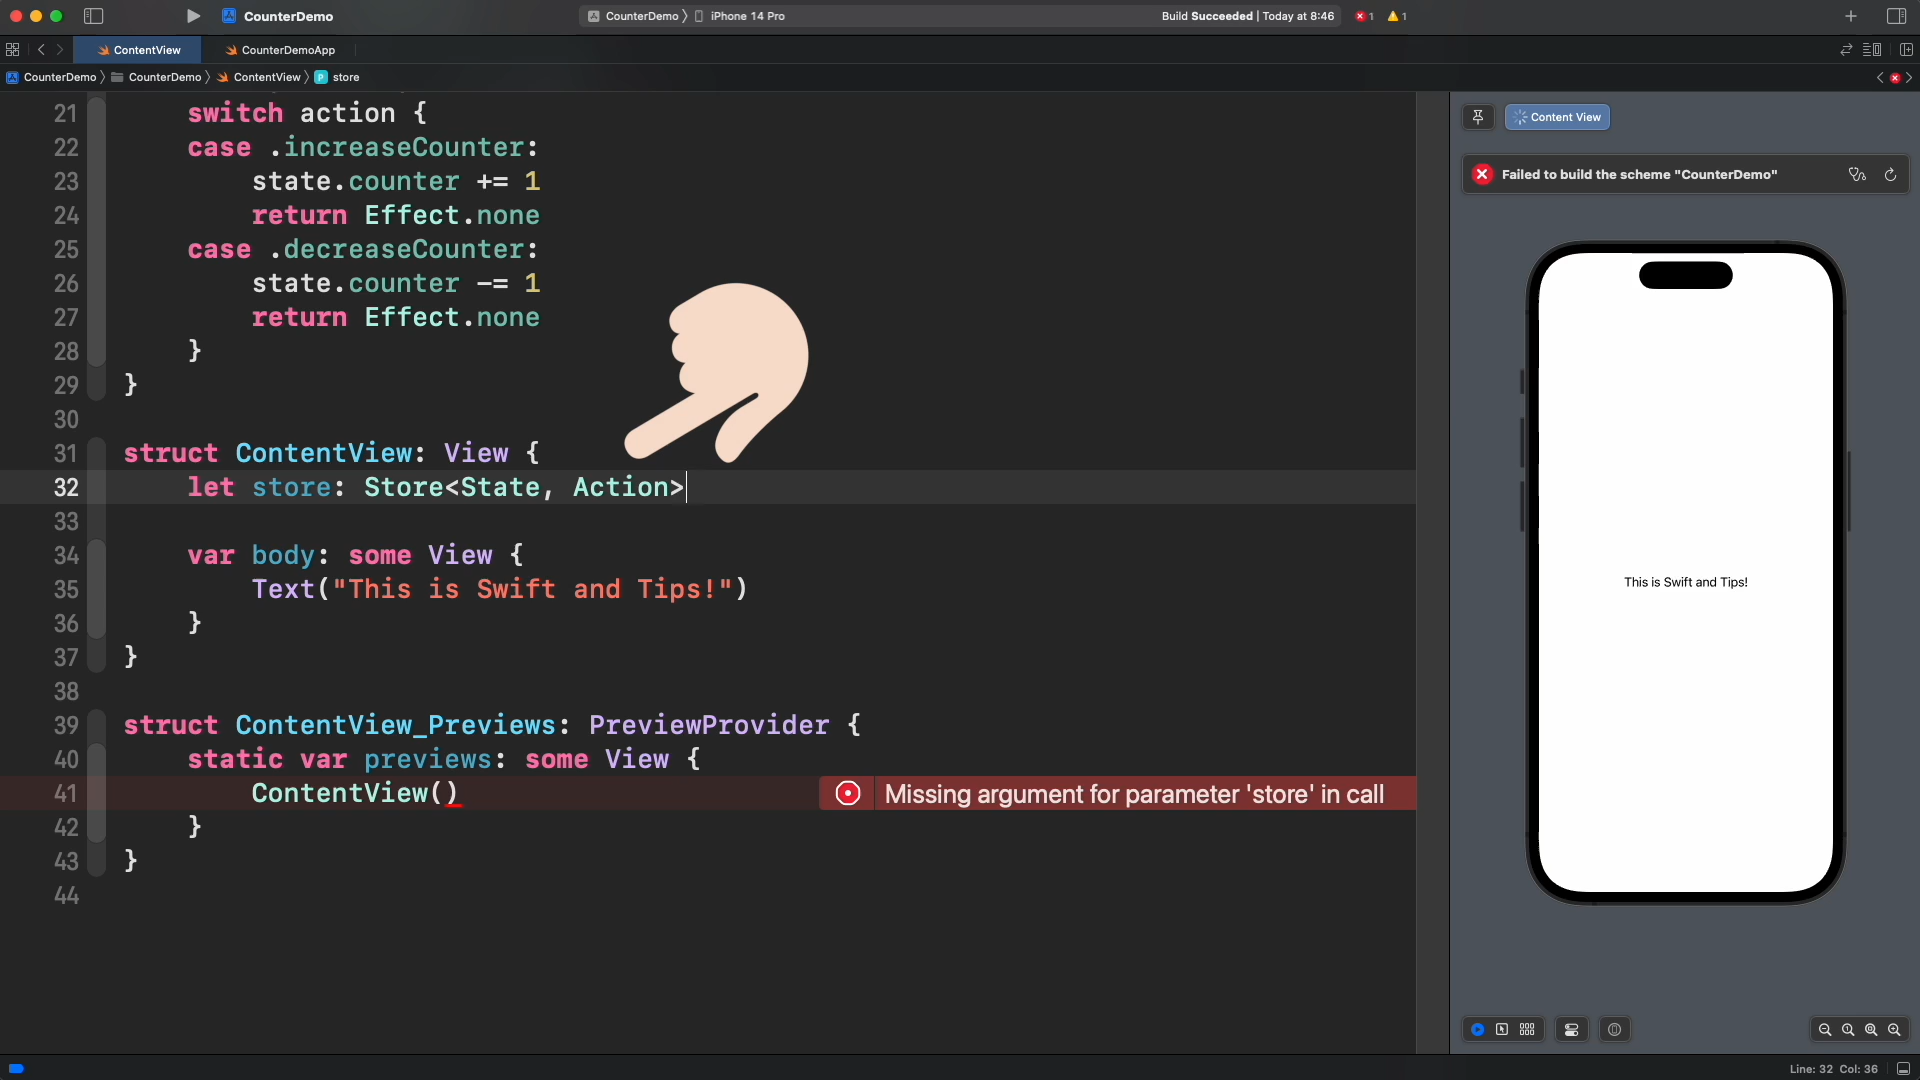 CounterDemo
CounterDemo
iPhone 14 Pro
Build Succeeded | Today at 8:46
1
1
ContentView
CounterDemoApp
CounterDemo
CounterDemo
ContentView
P
store
21 switch action {
22 case .increaseCounter:
23 state.counter += 1
24 return Effect.none
25 case .decreaseCounter:
26 state.counter -= 1
27 return Effect.none
28 }
29 }
30
31 struct ContentView: View {
32 let store: Store<State, Action>
33
34 var body: some View {
35 Text("This is Swift and Tips!")
36 }
37 }
38
39 struct ContentView_Previews: PreviewProvider {
40 static var previews: some View {
41 ContentView() Missing argument for parameter 'store' in call
42 }
43 }
44
Content View
Failed to build the scheme "CounterDemo"
This is Swift and Tips!
Line: 32 Col: 36